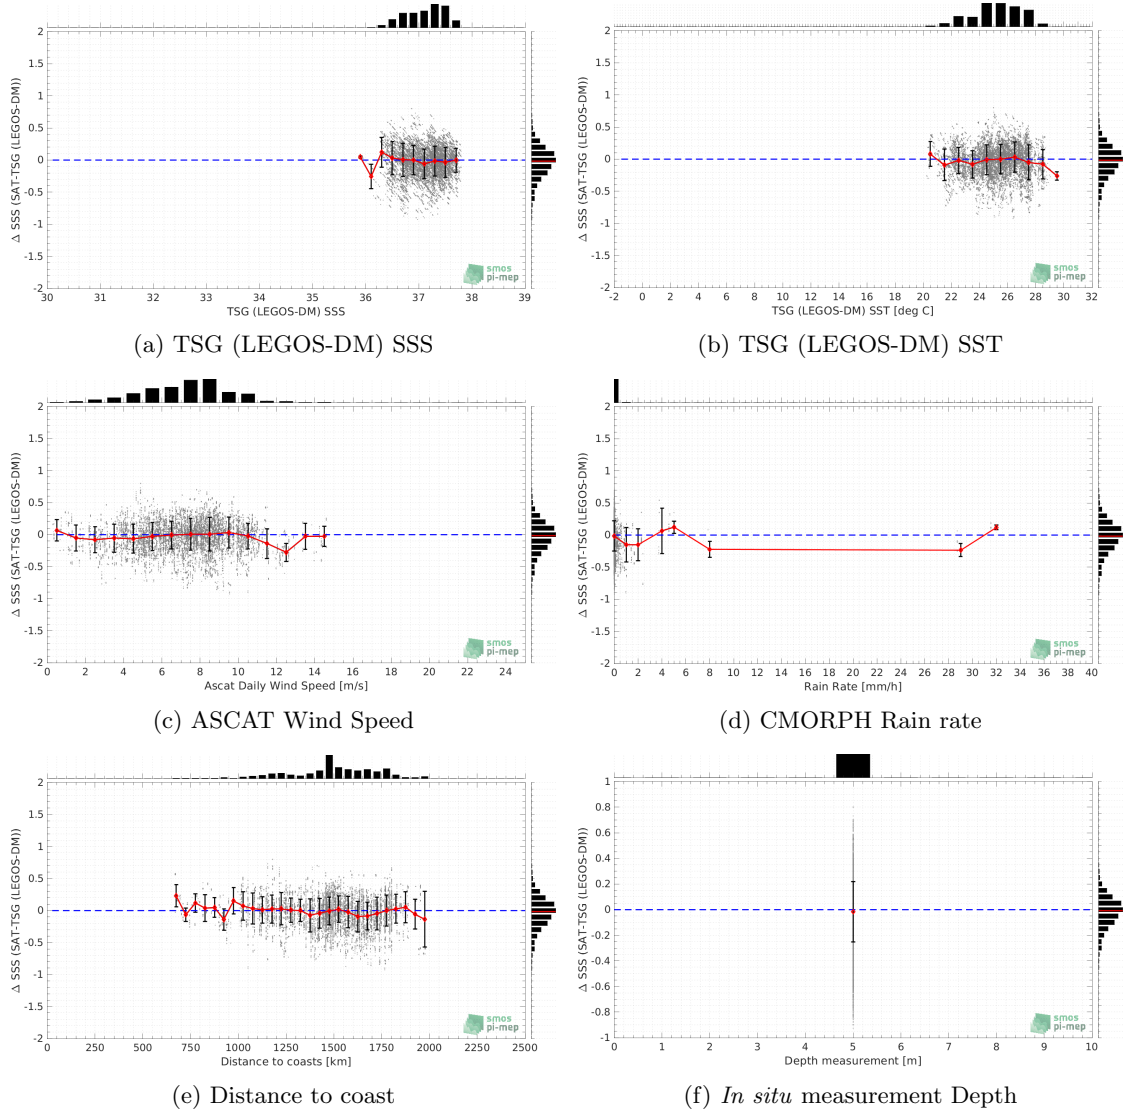 2
1.5
1
0.5
0
-0.5
-1
-1.5
-2
Δ SSS (SAT-TSG (LEGOS-DM))
smos
pi-mep
30 31 32 33 34 35 36 37 38 39
TSG (LEGOS-DM) SSS
(a) TSG (LEGOS-DM) SSS
2
1.5
1
0.5
0
-0.5
-1
-1.5
-2
Δ SSS (SAT-TSG (LEGOS-DM))
smos
pi-mep
-2 0 2 4 6 8 10 12 14 16 18 20 22 24 26 28 30 32
TSG (LEGOS-DM) SST [deg C]
(b) TSG (LEGOS-DM) SST
2
1.5
1
0.5
0
-0.5
-1
-1.5
-2
Δ SSS (SAT-TSG (LEGOS-DM))
smos
pi-mep
0 2 4 6 8 10 12 14 16 18 20 22 24
Ascat Daily Wind Speed [m/s]
(c) ASCAT Wind Speed
2
1.5
1
0.5
0
-0.5
-1
-1.5
-2
Δ SSS (SAT-TSG (LEGOS-DM))
smos
pi-mep
0 2 4 6 8 10 12 14 16 18 20 22 24 26 28 30 32 34 36 38 40
Rain Rate [mm/h]
(d) CMORPH Rain rate
2
1.5
1
0.5
0
-0.5
-1
-1.5
-2
Δ SSS (SAT-TSG (LEGOS-DM))
smos
pi-mep
0 250 500 750 1000 1250 1500 1750 2000 2250 2500
Distance to coasts [km]
(e) Distance to coast
1
0.8
0.6
0.4
0.2
0
-0.2
-0.4
-0.6
-0.8
-1
Δ SSS (SAT-TSG (LEGOS-DM))
smos
pi-mep
0 1 2 3 4 5 6 7 8 9 10
Depth measurement [m]
(f) In situ measurement Depth